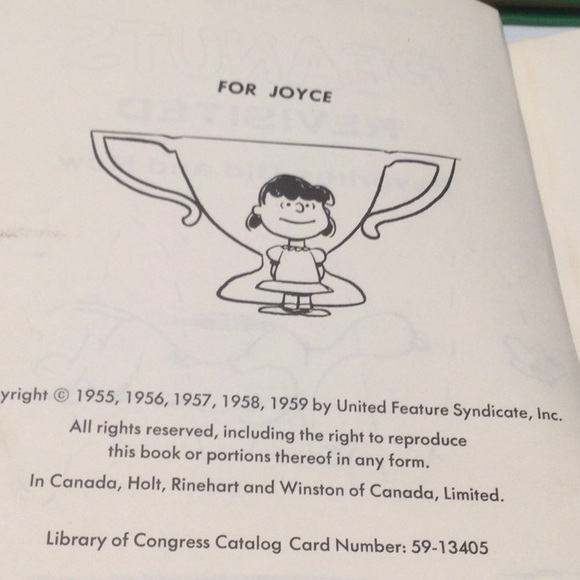 FOR JOYCE
yright © 1955, 1956, 1957, 1958, 1959 by United Feature Syndicate, Inc.
All rights reserved, including the right to reproduce
this book or portions thereof in any form.
In Canada, Holt, Rinehart and Winston of Canada, Limited.
Library of Congress Catalog Card Number: 59-13405